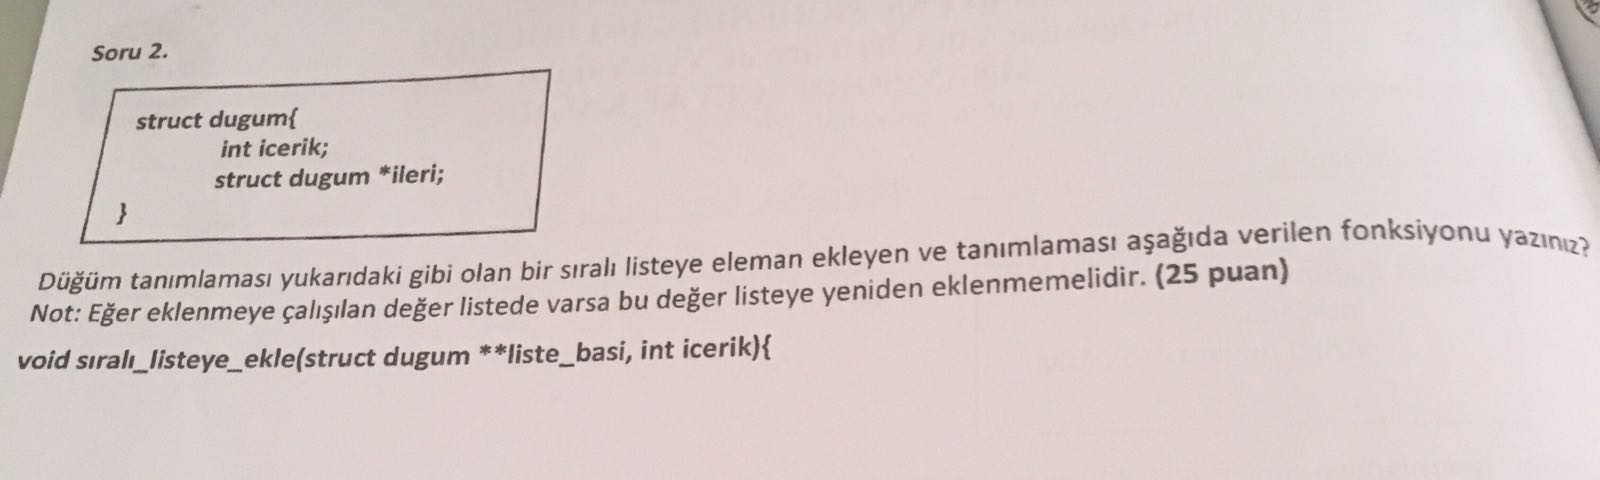 Soru 2.
struct dugum{
int icerik;
struct dugum *ileri;
}
Düğüm tanımlaması yukarıdaki gibi olan bir sıralı listeye eleman ekleyen ve tanımlaması aşağıda verilen fonksiyonu yazınız?
Not: Eğer eklenmeye çalışılan değer listede varsa bu değer listeye yeniden eklenmemelidir. (25 puan)
void sıralı_listeye_ekle(struct dugum **liste_basi, int icerik){